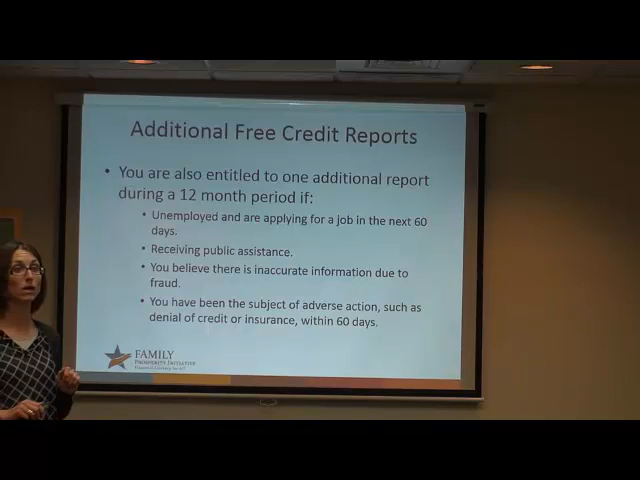 Additional Free Credit Reports
• You are also entitled to one additional report
during a 12 month period if:
• Unemployed and are applying for a job in the next 60
days.
• Receiving public assistance.
• You believe there is inaccurate information due to
fraud.
• You have been the subject of adverse action, such as
denial of credit or insurance, within 60 days.
FAMILY
PROSPERITY INITIATIVE